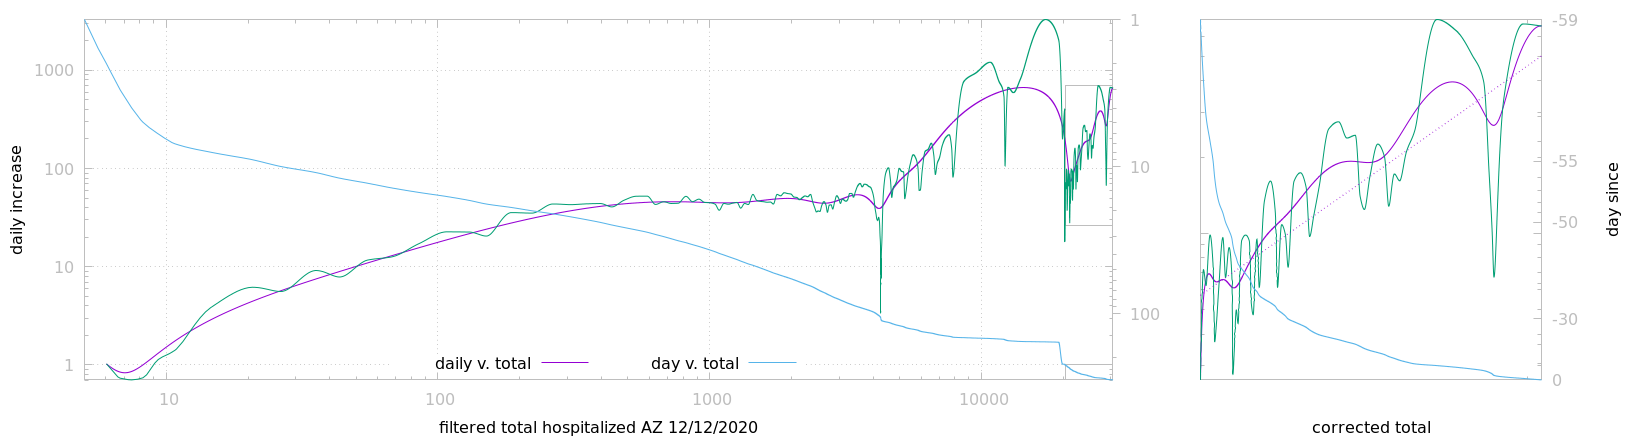 1
-59
1000
daily increase
100
10
-55
day since
-50
10
100
-30
1
daily v. total
day v. total
0
10
100
1000
10000
filtered total hospitalized AZ 12/12/2020
corrected total